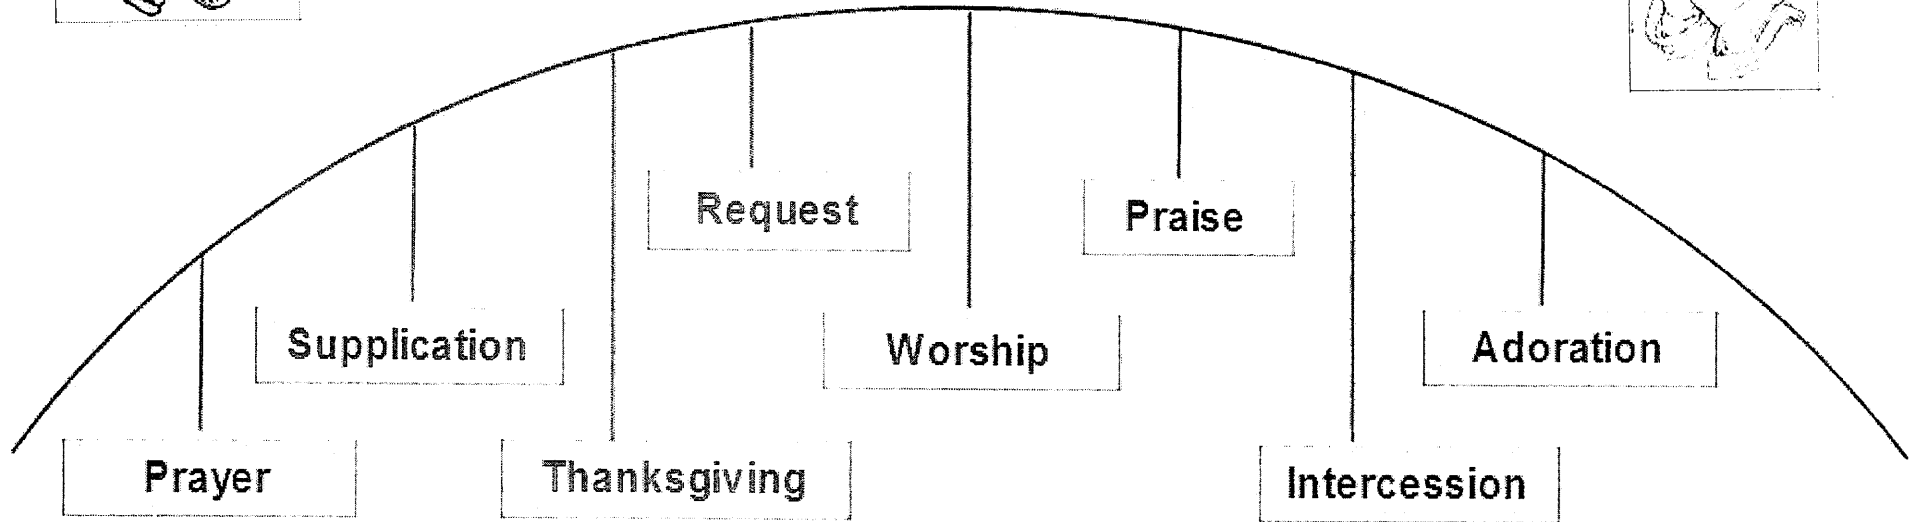 Request
Praise
Supplication
Worship
Adoration
Prayer
Thanksgiving
Intercession